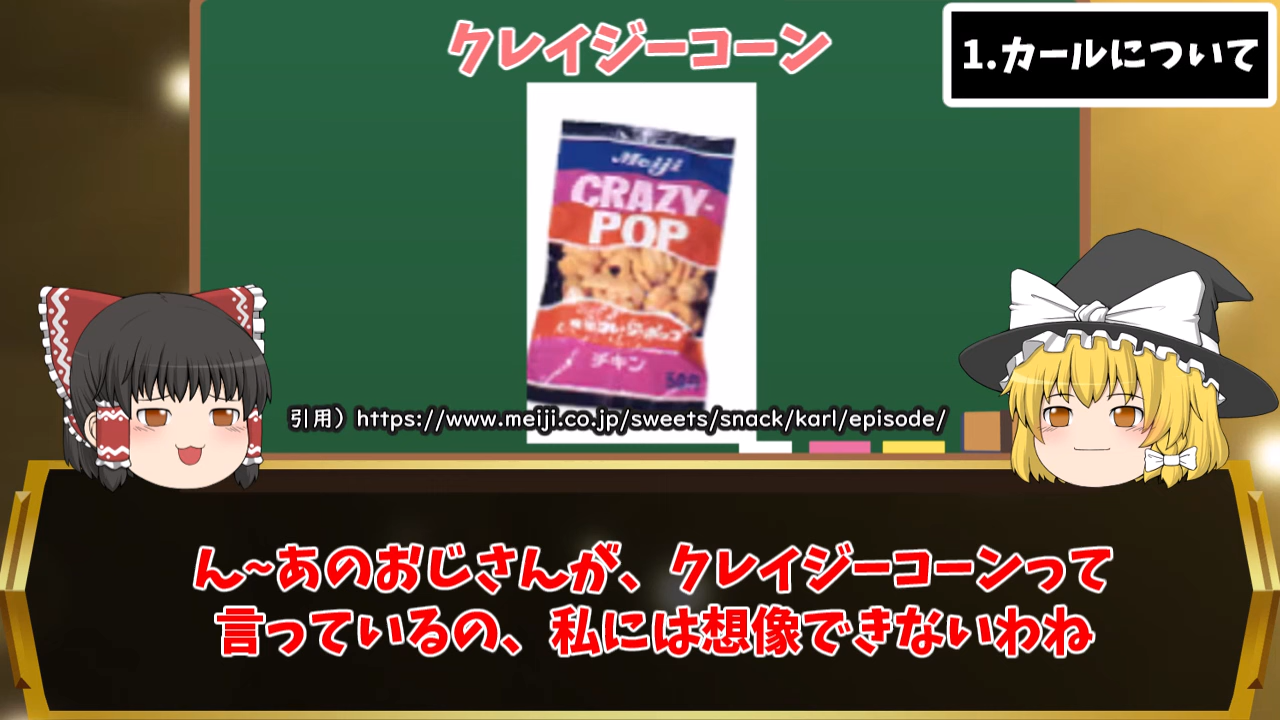 クレイジーコーン
1.カールについて
Meiji
CRAZY-
POP
チキン
引用）https://www.meiji.co.jp/sweets/snack/karl/episode/
ん~あのおじさんが、クレイジーコーンって
言っているの、私には想像できないわね